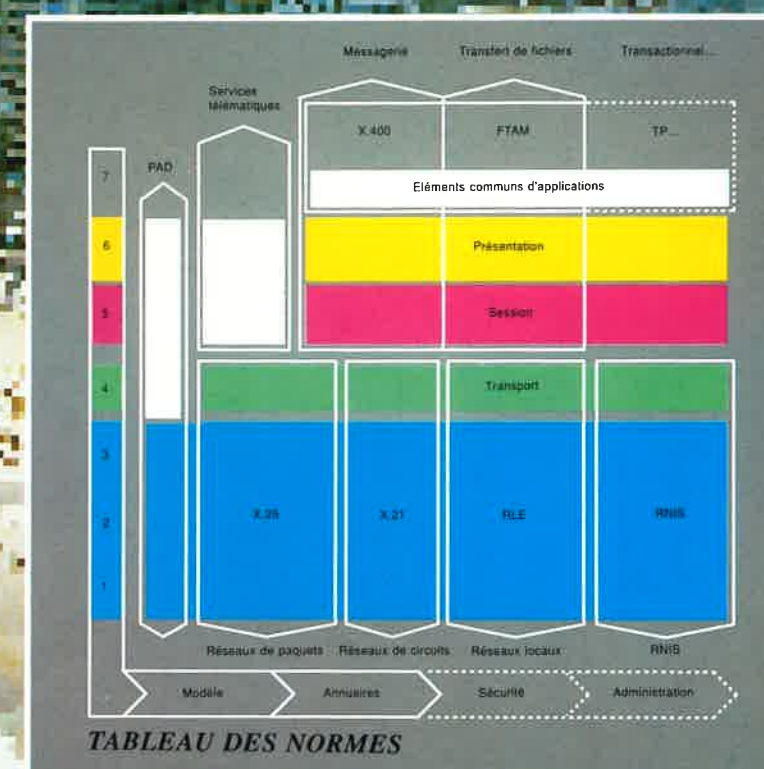 Messagerie
Transfert de fichiers
Transactionnel...
Services
télématiques
X.400
FTAM
TP...
7
PAD
Eléments communs d'applications
6
Présentation
5
Session
4
Transport
3
2
X.25
X.21
RLE
RNIS
1
Réseaux de paquets
Réseaux de circuits
Réseaux locaux
RNIS
Modèle
Annuaires
Sécurité
Administration
TABLEAU DES NORMES